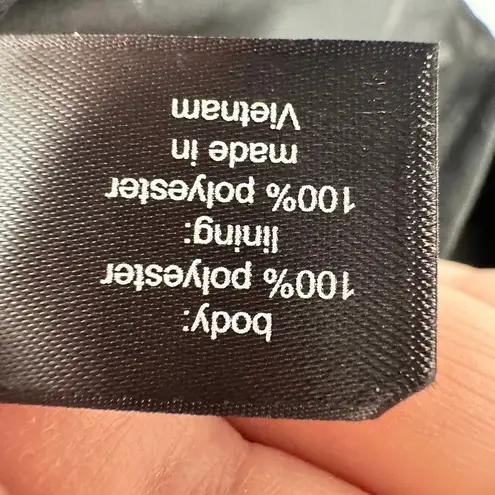 body:
100% polyester
lining:
100% polyester
made in
Vietnam